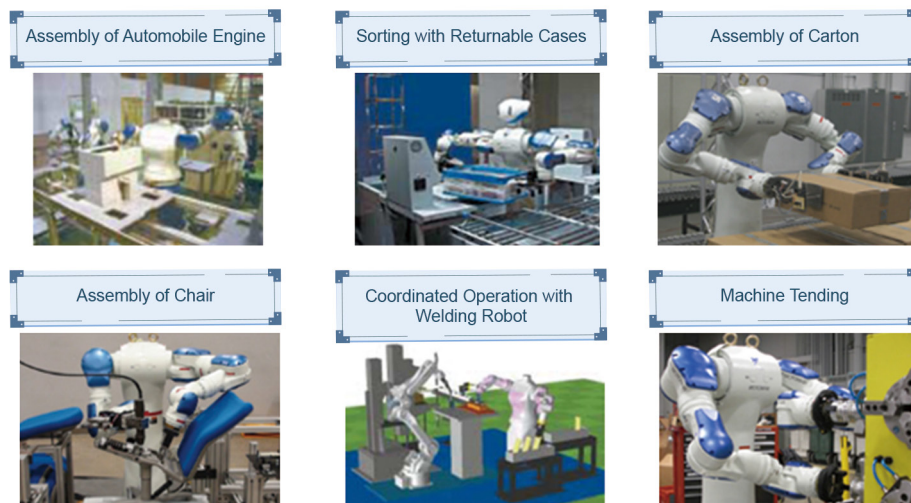 Assembly of Automobile Engine
Sorting with Returnable Cases
Assembly of Carton
Assembly of Chair
Coordinated Operation with
Welding Robot
Machine Tending